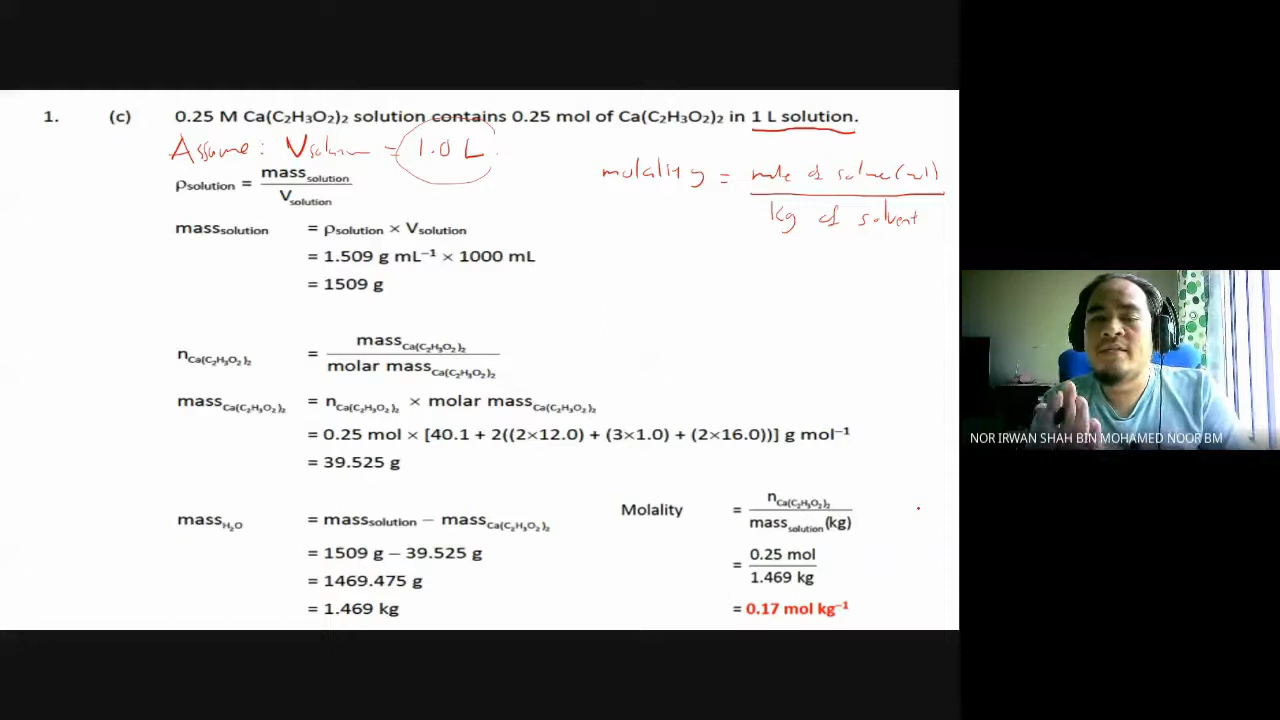 1. (c) 0.25 M Ca(C₂H₃O₂)₂ solution contains 0.25 mol of Ca(C₂H₃O₂)₂ in 1 L solution.
Assume: Vsolution = 1.0 L
ρsolution = masssolution / Vsolution
molality = mole of solute (mol) / kg of solvent
masssolution = ρsolution × Vsolution
= 1.509 g mL⁻¹ × 1000 mL
= 1509 g
nCa(C₂H₃O₂)₂ = massCa(C₂H₃O₂)₂ / molar massCa(C₂H₃O₂)₂
massCa(C₂H₃O₂)₂ = nCa(C₂H₃O₂)₂ × molar massCa(C₂H₃O₂)₂
= 0.25 mol × [40.1 + 2((2×12.0) + (3×1.0) + (2×16.0))] g mol⁻¹
= 39.525 g
massH₂O = masssolution − massCa(C₂H₃O₂)₂
= 1509 g − 39.525 g
= 1469.475 g
= 1.469 kg
Molality = nCa(C₂H₃O₂)₂ / masssolution(kg)
= 0.25 mol / 1.469 kg
= 0.17 mol kg⁻¹
NOR IRWAN SHAH BIN MOHAMED NOOR BM